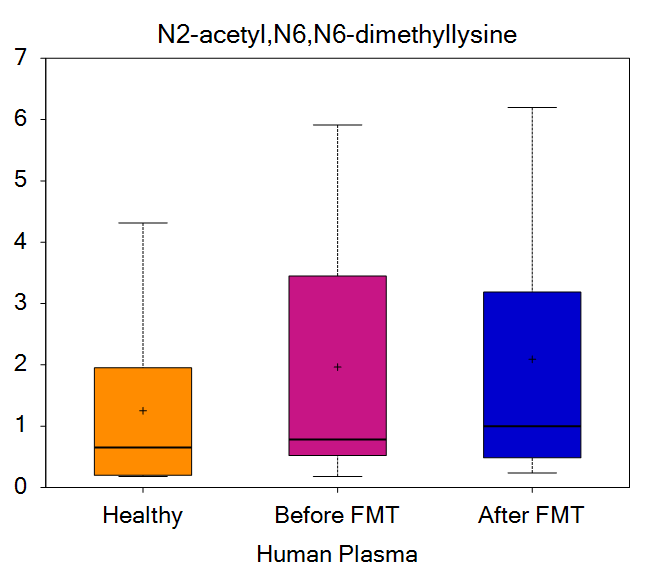 N2-acetyl,N6,N6-dimethyllysine
7
6
5
4
3
2
1
0
Healthy Before FMT After FMT
Human Plasma